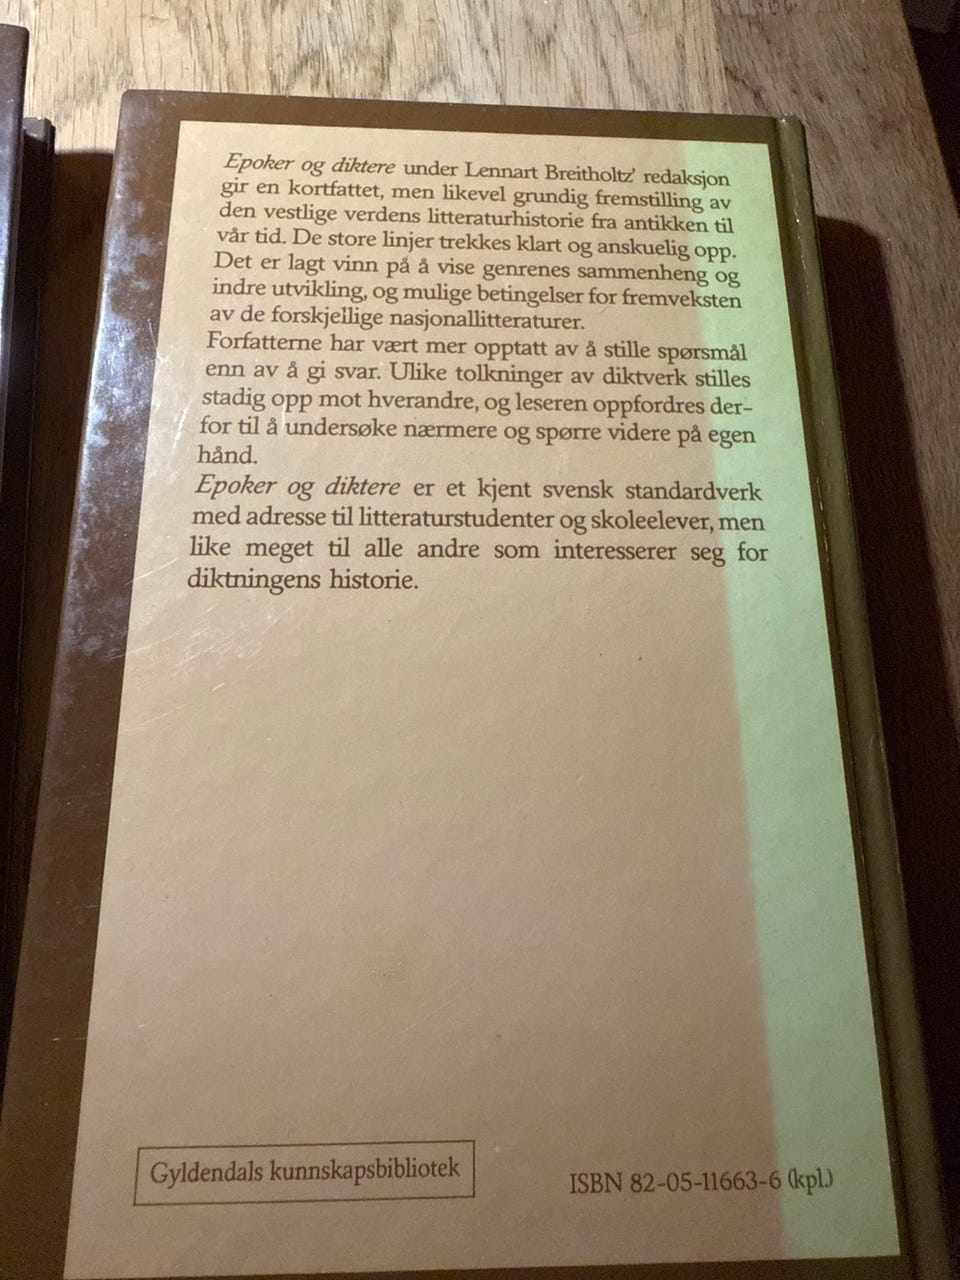 Epoker og diktere under Lennart Breitholtz' redaksjon
gir en kortfattet, men likevel grundig fremstilling av
den vestlige verdens litteraturhistorie fra antikken til
vår tid. De store linjer trekkes klart og anskuelig opp.
Det er lagt vinn på å vise genrenes sammenheng og
indre utvikling, og mulige betingelser for fremveksten
av de forskjellige nasjonallitteraturer.
Forfatterne har vært mer opptatt av å stille spørsmål
enn av å gi svar. Ulike tolkninger av diktverk stilles
stadig opp mot hverandre, og leseren oppfordres der-
for til å undersøke nærmere og spørre videre på egen
hånd.
Epoker og diktere er et kjent svensk standardverk
med adresse til litteraturstudenter og skoleelever, men
like meget til alle andre som interesserer seg for
diktningens historie.
Gyldendals kunnskapsbibliotek
ISBN 82-05-11663-6 (kpl.)